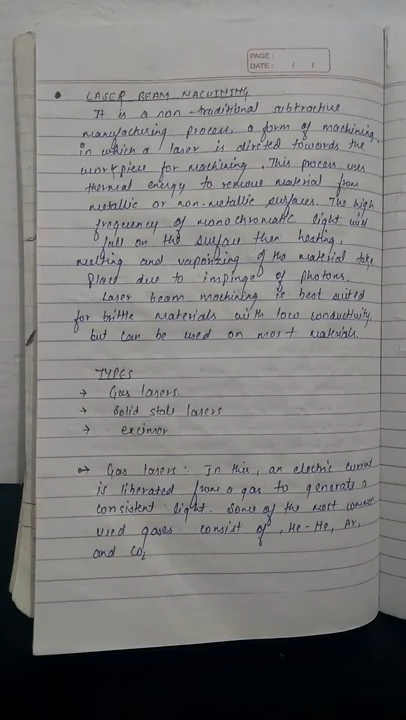 PAGE :
DATE : / /
• LASER BEAM MACHINING
It is a non-traditional subtractive
manufacturing process, a form of machining,
in which a laser is directed towards the
workpiece for machining. This process uses
thermal energy to remove material from
metallic or non-metallic surfaces. The high
frequency of monochromatic light will
fall on the surface then heating,
melting and vaporizing of the material take
place due to impinge of photons.
Laser beam machining is best suited
for brittle materials with low conductivity,
but can be used on most materials.
TYPES
→ Gas lasers.
→ Solid state lasers
→ excimer
⇒ Gas lasers: In this, an electric current
is liberated from a gas to generate a
consistent light. Some of the most common
used gases consist of, He-He, Ar,
and CO2